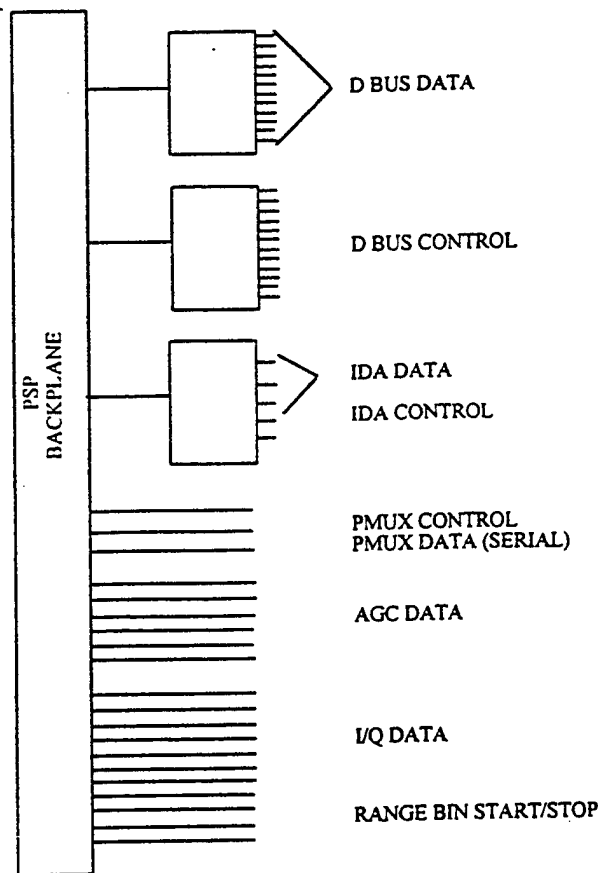 D BUS DATA
D BUS CONTROL
PSP
BACKPLANE
IDA DATA
IDA CONTROL
PMUX CONTROL
PMUX DATA (SERIAL)
AGC DATA
I/Q DATA
RANGE BIN START/STOP